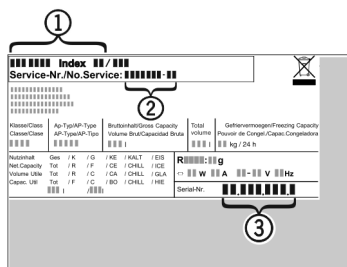 1
Index /
Service-Nr./No.Service: -
2
Klasse/Class Ap-Typ/AP-Type Bruttoinhalt/Gross Capacity Total Gefriervermoegen/Freezing Capacity
Classe/Clase AP-Type/AP-Tipo Volume Brut/Capacidad Bruta volume Pouvoir de Congel./Capac.Congeladora
l l kg / 24 h
Nutzinhalt Ges / K / G / KE / KALT / EIS
Net.Capacity Tot / R / F / CE / CHILL / ICE
Volume Utile Tot / R / C / CA / CHILL / GLA
Capec. Util Tot / F / C / BO / CHILL / HIE
l / l
R : g
W A - V Hz
Serial-Nr. . . .
3